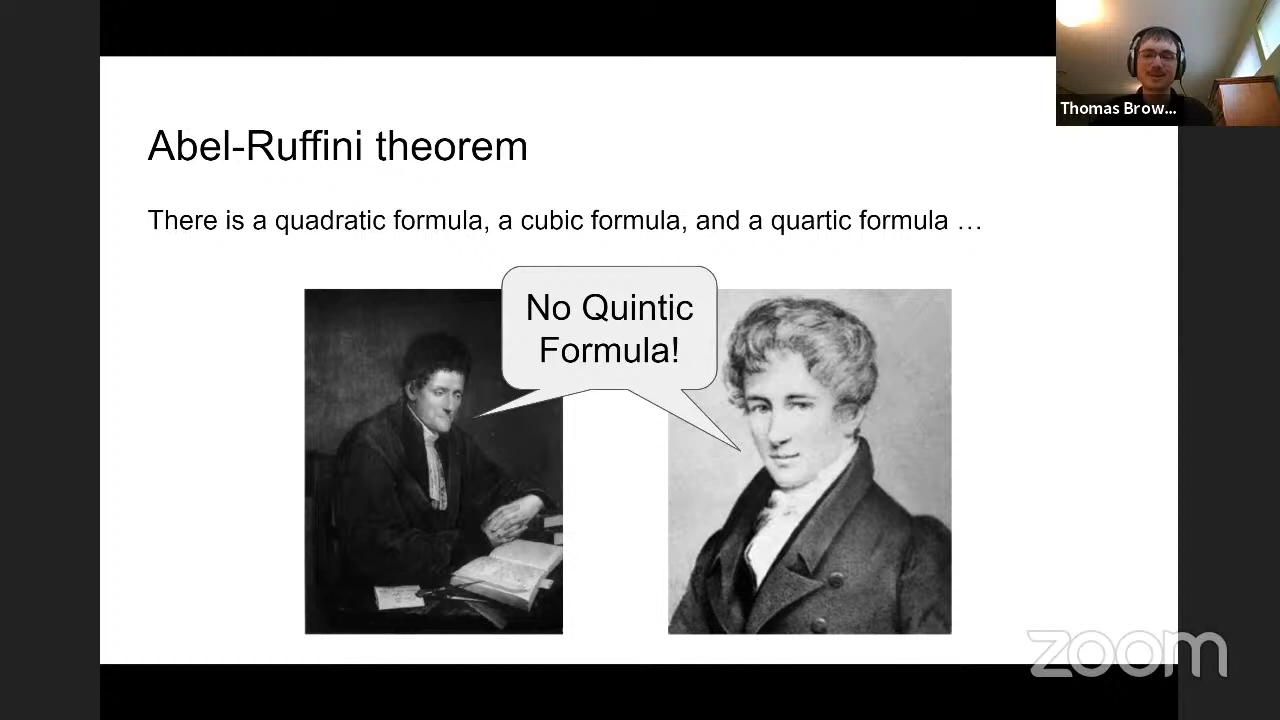 Thomas Brow...
Abel-Ruffini theorem
There is a quadratic formula, a cubic formula, and a quartic formula …
No Quintic
Formula!
zoom